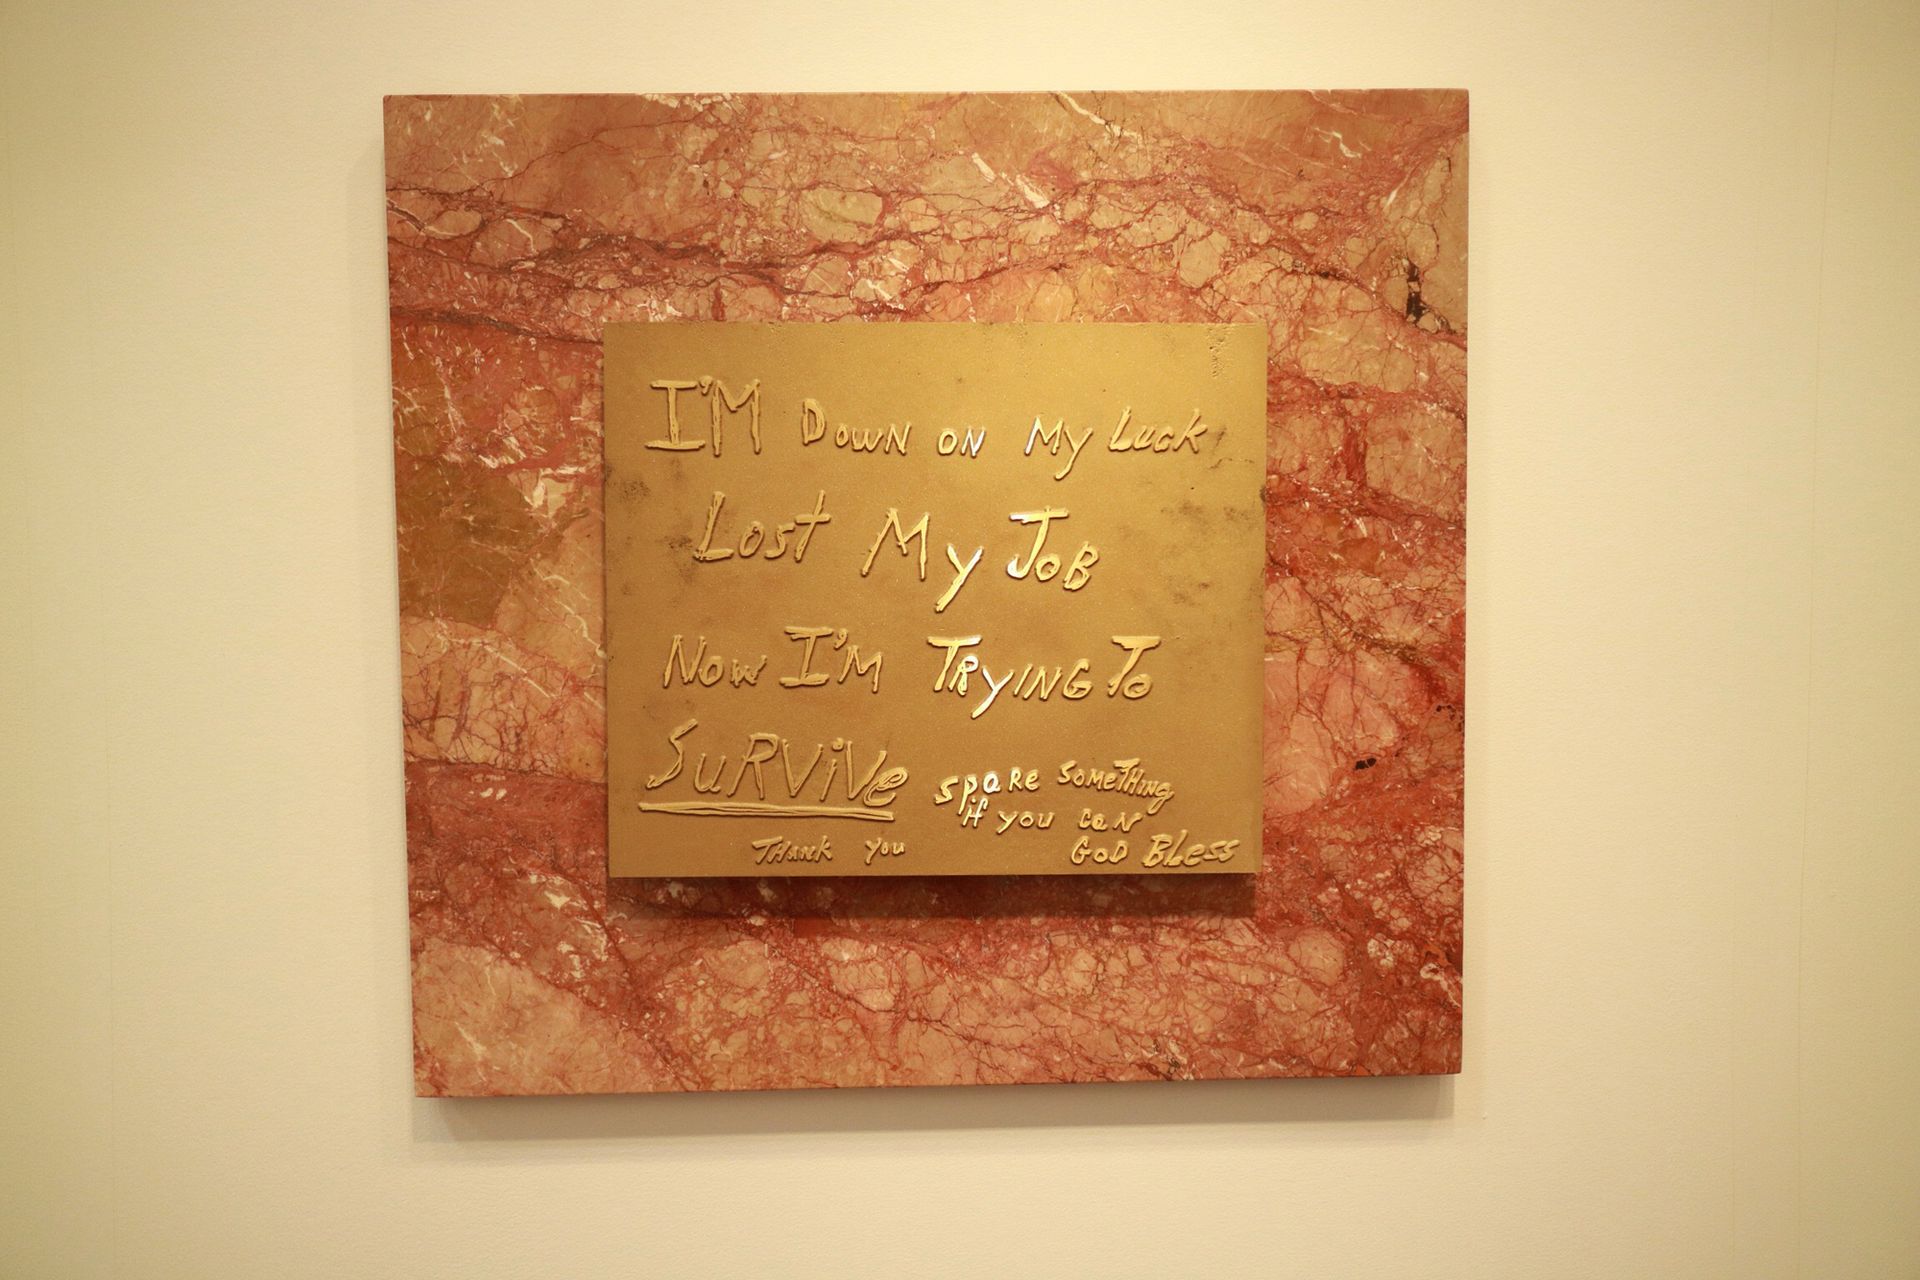 I'M DOWN ON My Luck
Lost My JOB
Now I'M TRyING TO
SuRViVe
spaRe SOMeTHINg
if you caN
THank you
GOD BLess